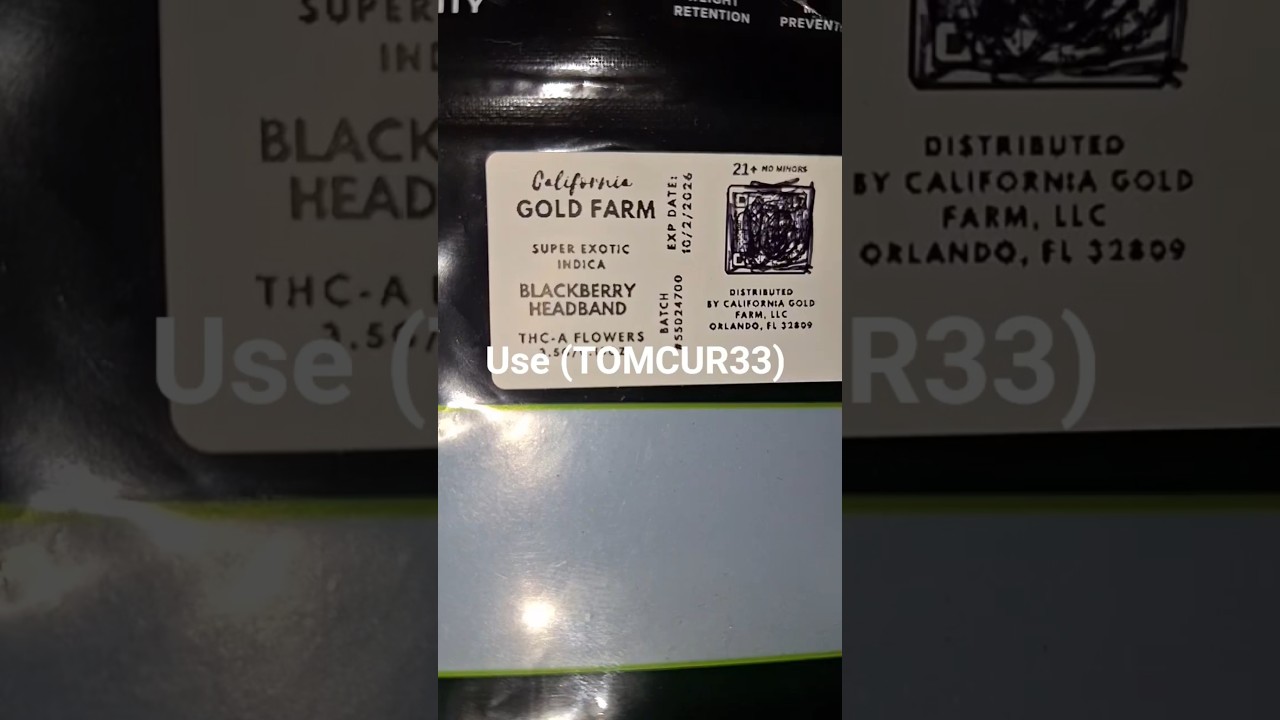 RETENTION
California
GOLD FARM
SUPER EXOTIC
INDICA
BLACKBERRY
HEADBAND
THC-A FLOWERS
EXP DATE:
10/2/2026
BATCH
#55D24700
21+ NO MINORS
DISTRIBUTED
BY CALIFORNIA GOLD
FARM, LLC
ORLANDO, FL 32809
Use (TOMCUR33)